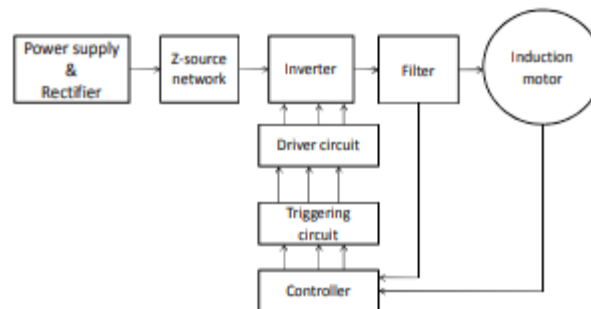 Power supply
&
Rectifier
Z-source
network
Inverter
Filter
Induction
motor
Driver circuit
Triggering
circuit
Controller